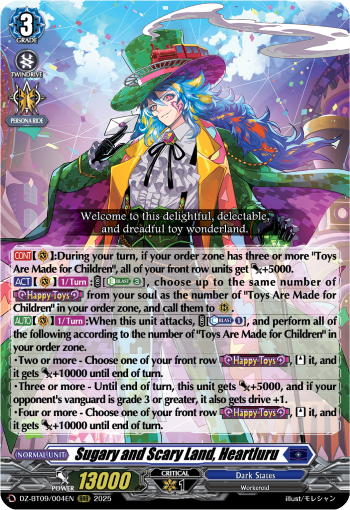 3
GRADE
TWINDRIVE
PERSONA RIDE
Welcome to this delightful, delectable,
and dreadful toy wonderland.
CONT【】:During your turn, if your order zone has three or more "Toys
Are Made for Children", all of your front row units get +5000.
ACT【】1/Turn:[BLAST 3], choose up to the same number of
Happy Toys from your soul as the number of "Toys Are Made for
Children" in your order zone, and call them to .
AUTO【】1/Turn:When this unit attacks, [BLAST 1], and perform all of
the following according to the number of "Toys Are Made for Children" in
your order zone.
・Two or more - Choose one of your front row Happy Toys, it, and
it gets +10000 until end of turn.
・Three or more - Until end of turn, this unit gets +5000, and if your
opponent's vanguard is grade 3 or greater, it also gets drive +1.
・Four or more - Choose one of your front row Happy Toys, it, and
it gets +10000 until end of turn.
NORMAL UNIT Sugary and Scary Land, Heartluru
POWER 13000 CRITICAL 1 Dark States
Workeroid
DZ-BT09/004EN RRR 2025 illust/モレシャン